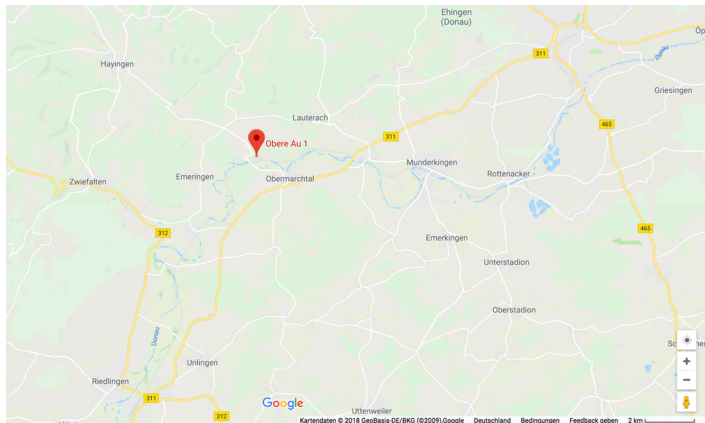 Ehingen
(Donau)
311
Donau
Hayingen
Griesingen
Lauterach
465
Obere Au 1
311
Munderkingen
Rottenacker
Emeringen
Obermarchtal
Zwiefalten
312
465
Emerkingen
Unterstadion
Oberstadion
Donau
Unlingen
Riedlingen
311
312
Google
Uttenweiler
Kartendaten © 2018 GeoBasis-DE/BKG (©2009),Google Deutschland Bedingungen Feedback geben 2 km